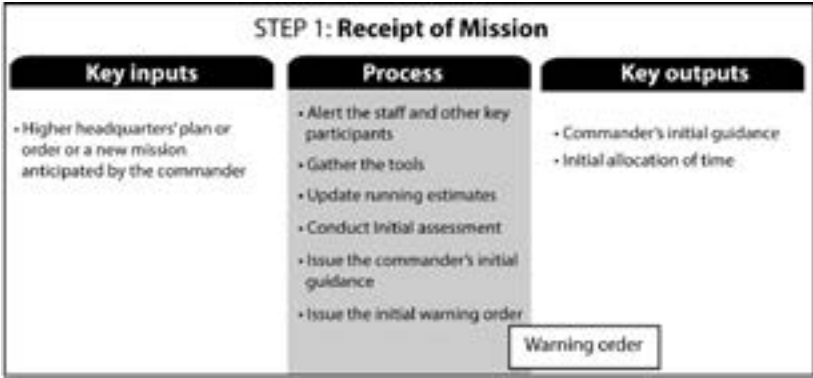 STEP 1: Receipt of Mission
Key inputs
• Higher headquarters' plan or
order or a new mission
anticipated by the commander
Process
• Alert the staff and other key
participants
• Gather the tools
• Update running estimates
• Conduct Initial assessment
• Issue the commander's initial
guidance
• Issue the initial warning order
Key outputs
• Commander's initial guidance
• Initial allocation of time
Warning order